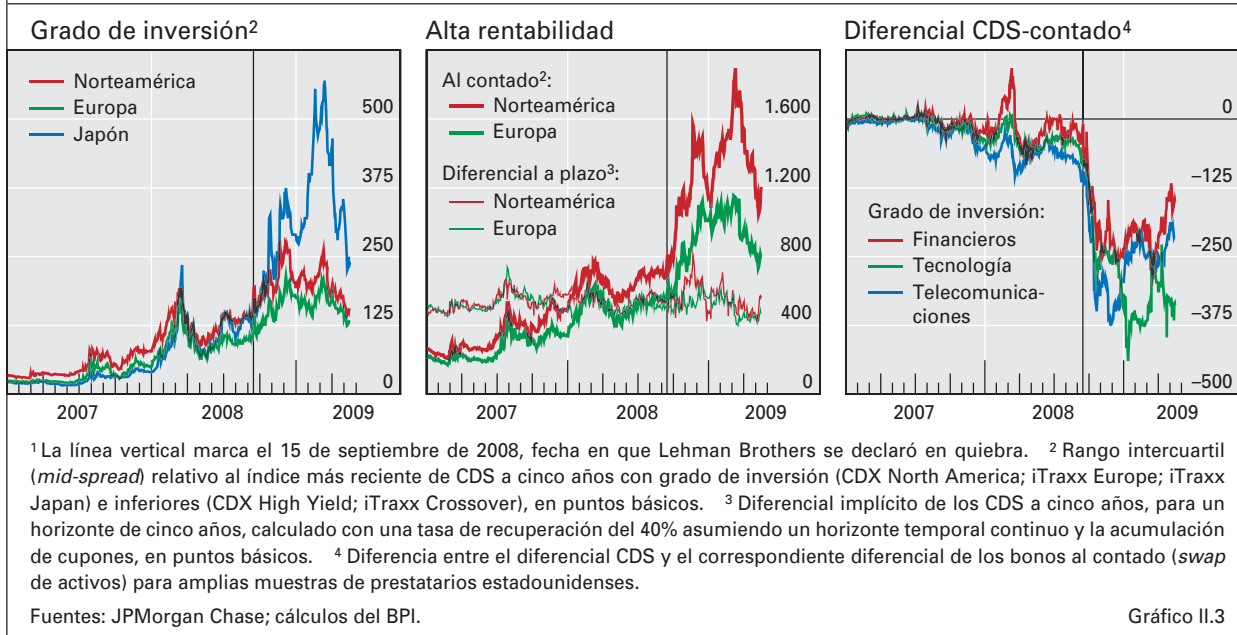 Grado de inversión²
Norteamérica
Europa
Japón
500
375
250
125
0
2007
2008
2009
Alta rentabilidad
Al contado²:
Norteamérica
Europa
Diferencial a plazo³:
Norteamérica
Europa
1.600
1.200
800
400
0
2007
2008
2009
Diferencial CDS-contado⁴
Grado de inversión:
Financieros
Tecnología
Telecomunica-
ciones
0
–125
–250
–375
–500
2007
2008
2009
¹ La línea vertical marca el 15 de septiembre de 2008, fecha en que Lehman Brothers se declaró en quiebra. ² Rango intercuartil
(mid-spread) relativo al índice más reciente de CDS a cinco años con grado de inversión (CDX North America; iTraxx Europe; iTraxx
Japan) e inferiores (CDX High Yield; iTraxx Crossover), en puntos básicos. ³ Diferencial implícito de los CDS a cinco años, para un
horizonte de cinco años, calculado con una tasa de recuperación del 40% asumiendo un horizonte temporal continuo y la acumulación
de cupones, en puntos básicos. ⁴ Diferencia entre el diferencial CDS y el correspondiente diferencial de los bonos al contado (swap
de activos) para amplias muestras de prestatarios estadounidenses.
Fuentes: JPMorgan Chase; cálculos del BPI.
Gráfico II.3